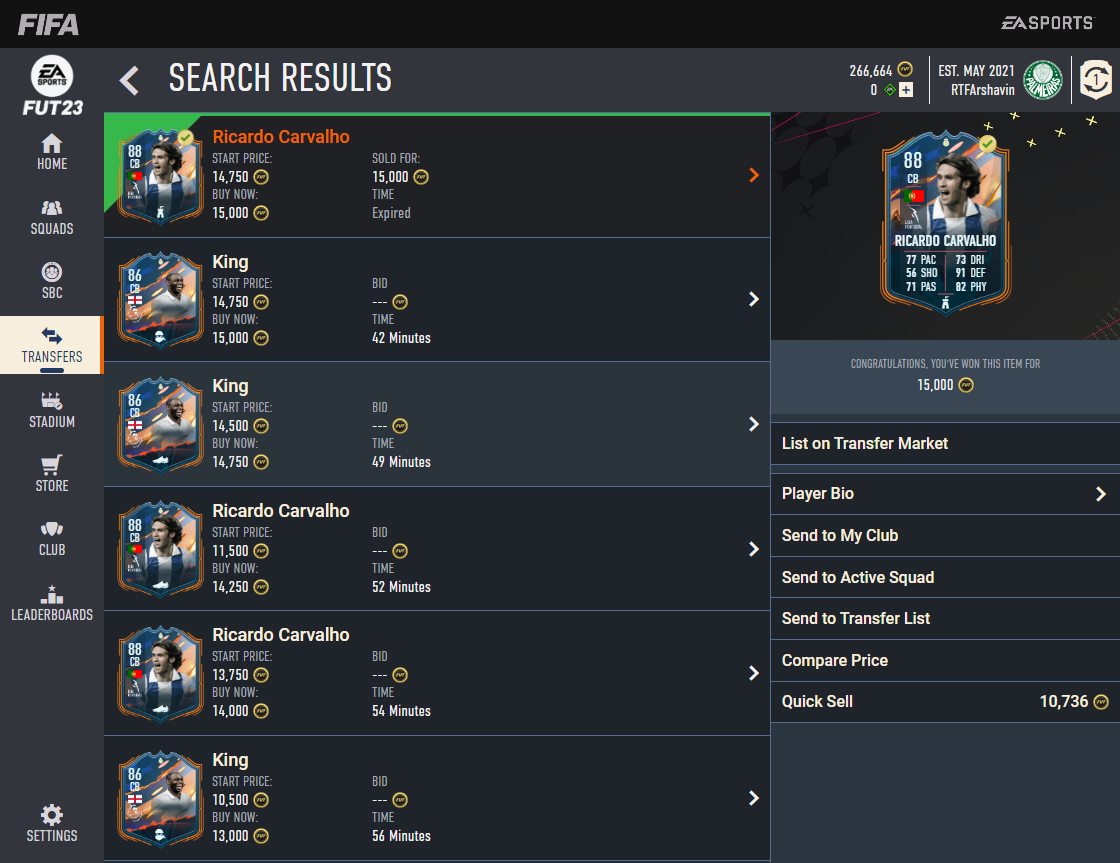 FIFA
EA SPORTS
EA SPORTS
FUT23
SEARCH RESULTS
266,664
0
EST. MAY 2021
RTFArshavin
PALMEIRAS
1
HOME
SQUADS
SBC
TRANSFERS
STADIUM
STORE
CLUB
LEADERBOARDS
SETTINGS
88
CB
Ricardo Carvalho
START PRICE:
14,750
BUY NOW:
15,000
SOLD FOR:
15,000
TIME
Expired
86
CB
King
START PRICE:
14,750
BUY NOW:
15,000
BID
---
TIME
42 Minutes
86
CB
King
START PRICE:
14,500
BUY NOW:
14,750
BID
---
TIME
49 Minutes
88
CB
Ricardo Carvalho
START PRICE:
11,500
BUY NOW:
14,250
BID
---
TIME
52 Minutes
88
CB
Ricardo Carvalho
START PRICE:
13,750
BUY NOW:
14,000
BID
---
TIME
54 Minutes
86
CB
King
START PRICE:
10,500
BUY NOW:
13,000
BID
---
TIME
56 Minutes
88
CB
LIGA
PORTUGAL
RICARDO CARVALHO
77 PAC 73 DRI
56 SHO 91 DEF
71 PAS 82 PHY
CONGRATULATIONS, YOU'VE WON THIS ITEM FOR
15,000
List on Transfer Market
Player Bio
Send to My Club
Send to Active Squad
Send to Transfer List
Compare Price
Quick Sell 10,736